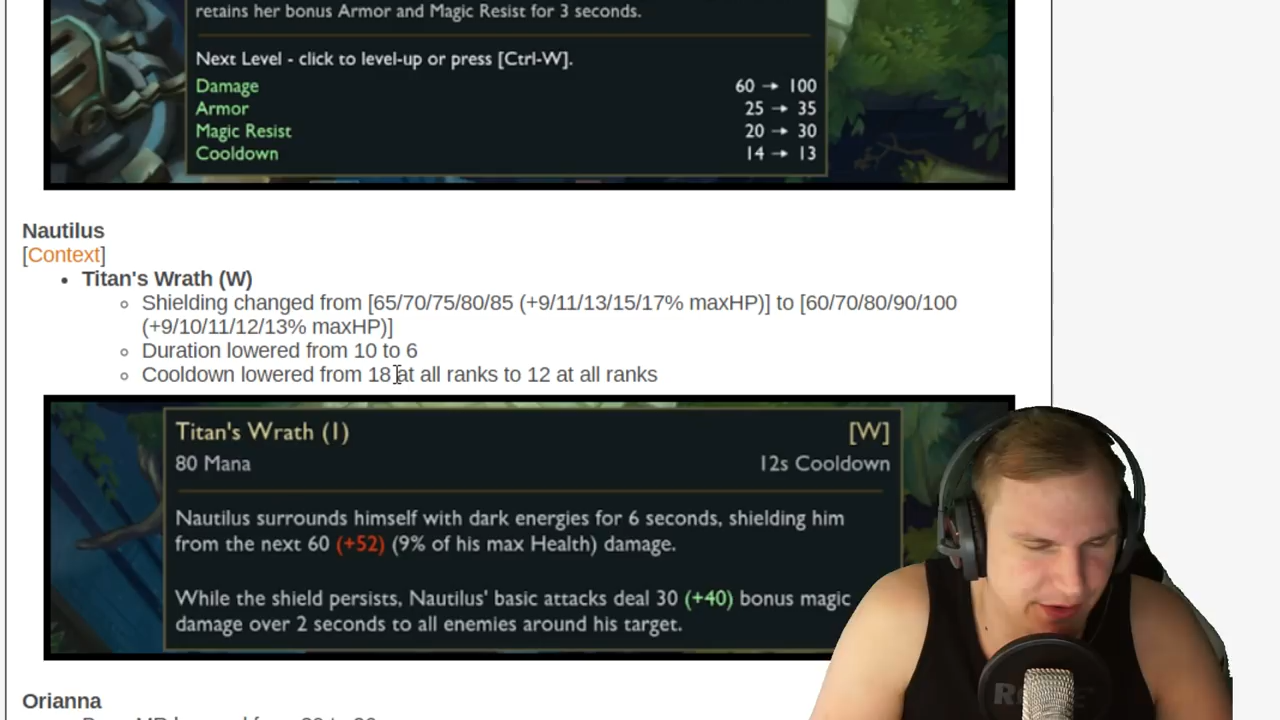 retains her bonus Armor and Magic Resist for 3 seconds.
Next Level - click to level-up or press [Ctrl-W].
Damage 60 → 100
Armor 25 → 35
Magic Resist 20 → 30
Cooldown 14 → 13
Nautilus
[Context]
• Titan's Wrath (W)
○ Shielding changed from [65/70/75/80/85 (+9/11/13/15/17% maxHP)] to [60/70/80/90/100
(+9/10/11/12/13% maxHP)]
○ Duration lowered from 10 to 6
○ Cooldown lowered from 18 at all ranks to 12 at all ranks
Titan's Wrath (1) [W]
80 Mana 12s Cooldown
Nautilus surrounds himself with dark energies for 6 seconds, shielding him
from the next 60 (+52) (9% of his max Health) damage.
While the shield persists, Nautilus' basic attacks deal 30 (+40) bonus magic
damage over 2 seconds to all enemies around his target.
Orianna